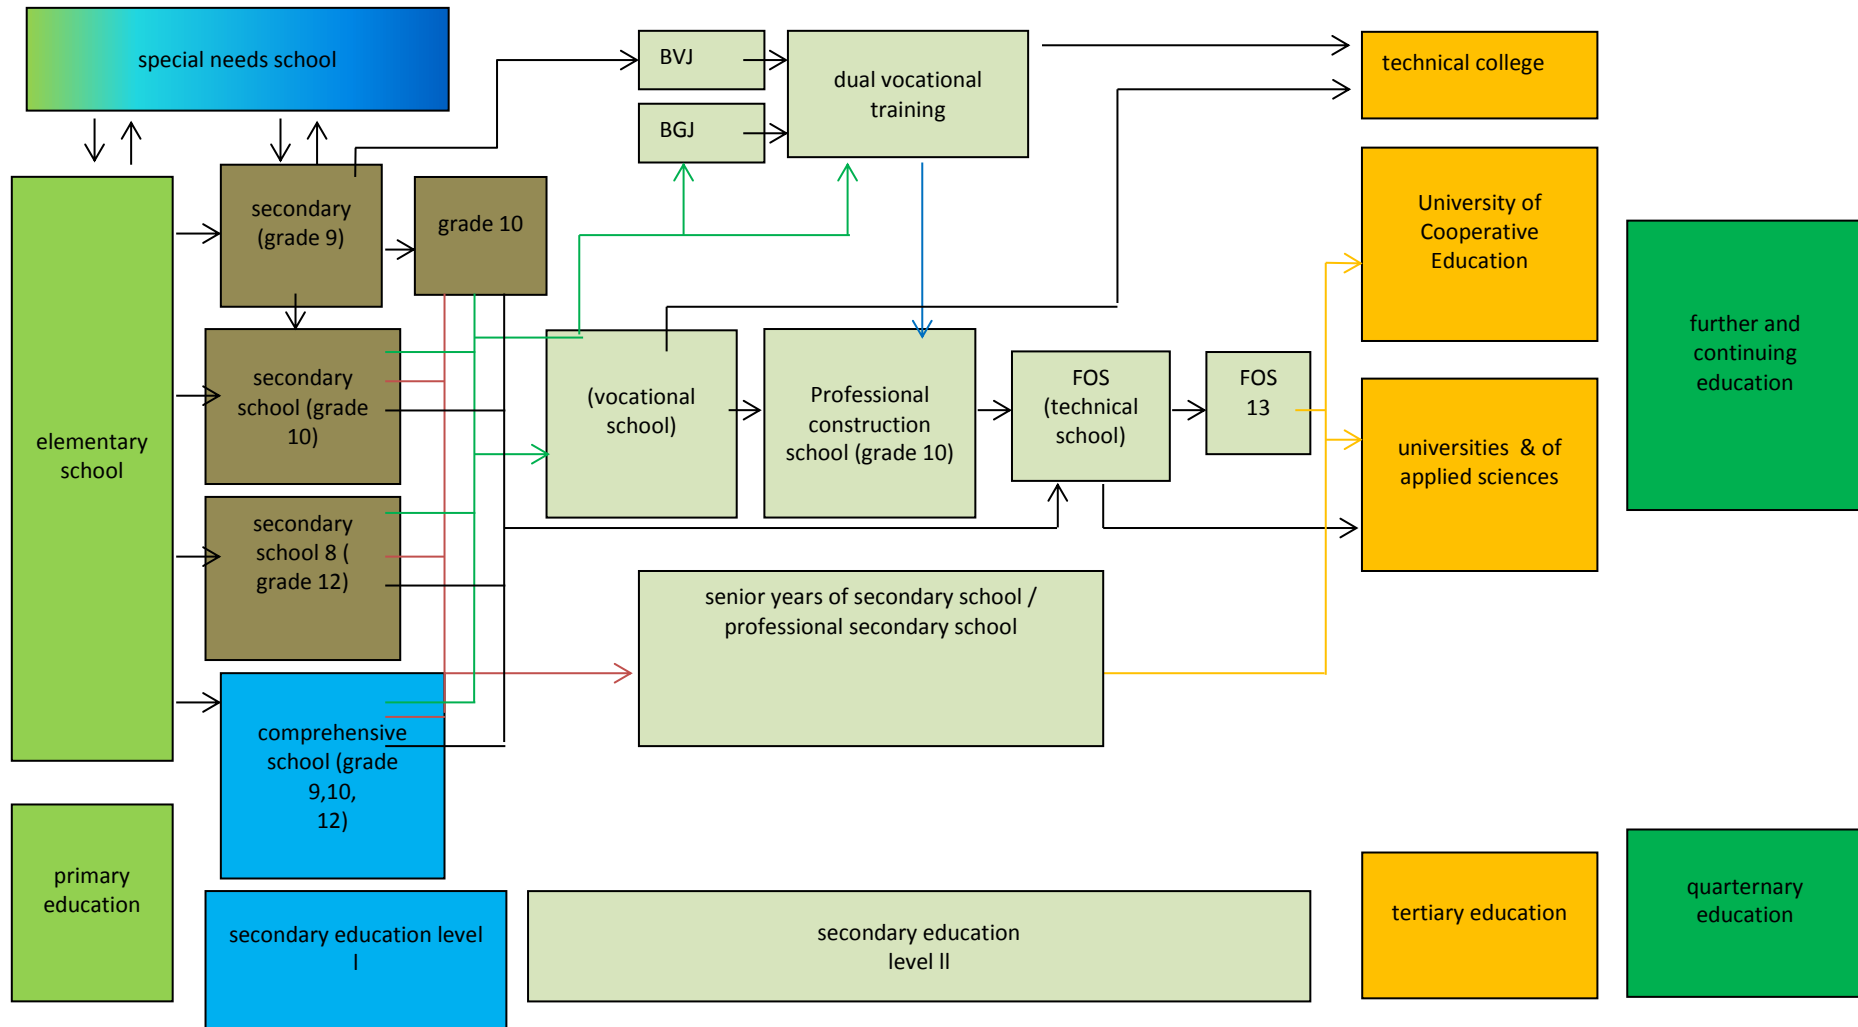 special needs school
BVJ
BGJ
dual vocational
training
technical college
secondary
(grade 9)
grade 10
University of
Cooperative
Education
elementary
school
secondary
school (grade
10)
(vocational
school)
Professional
construction
school (grade 10)
FOS
(technical
school)
FOS
13
further and
continuing
education
universities  & of
applied sciences
secondary
school 8 (
grade 12)
senior years of secondary school /
professional secondary school
comprehensive
school (grade
9,10,
12)
primary
education
secondary education level
I
secondary education
level ll
tertiary education
quarternary
education